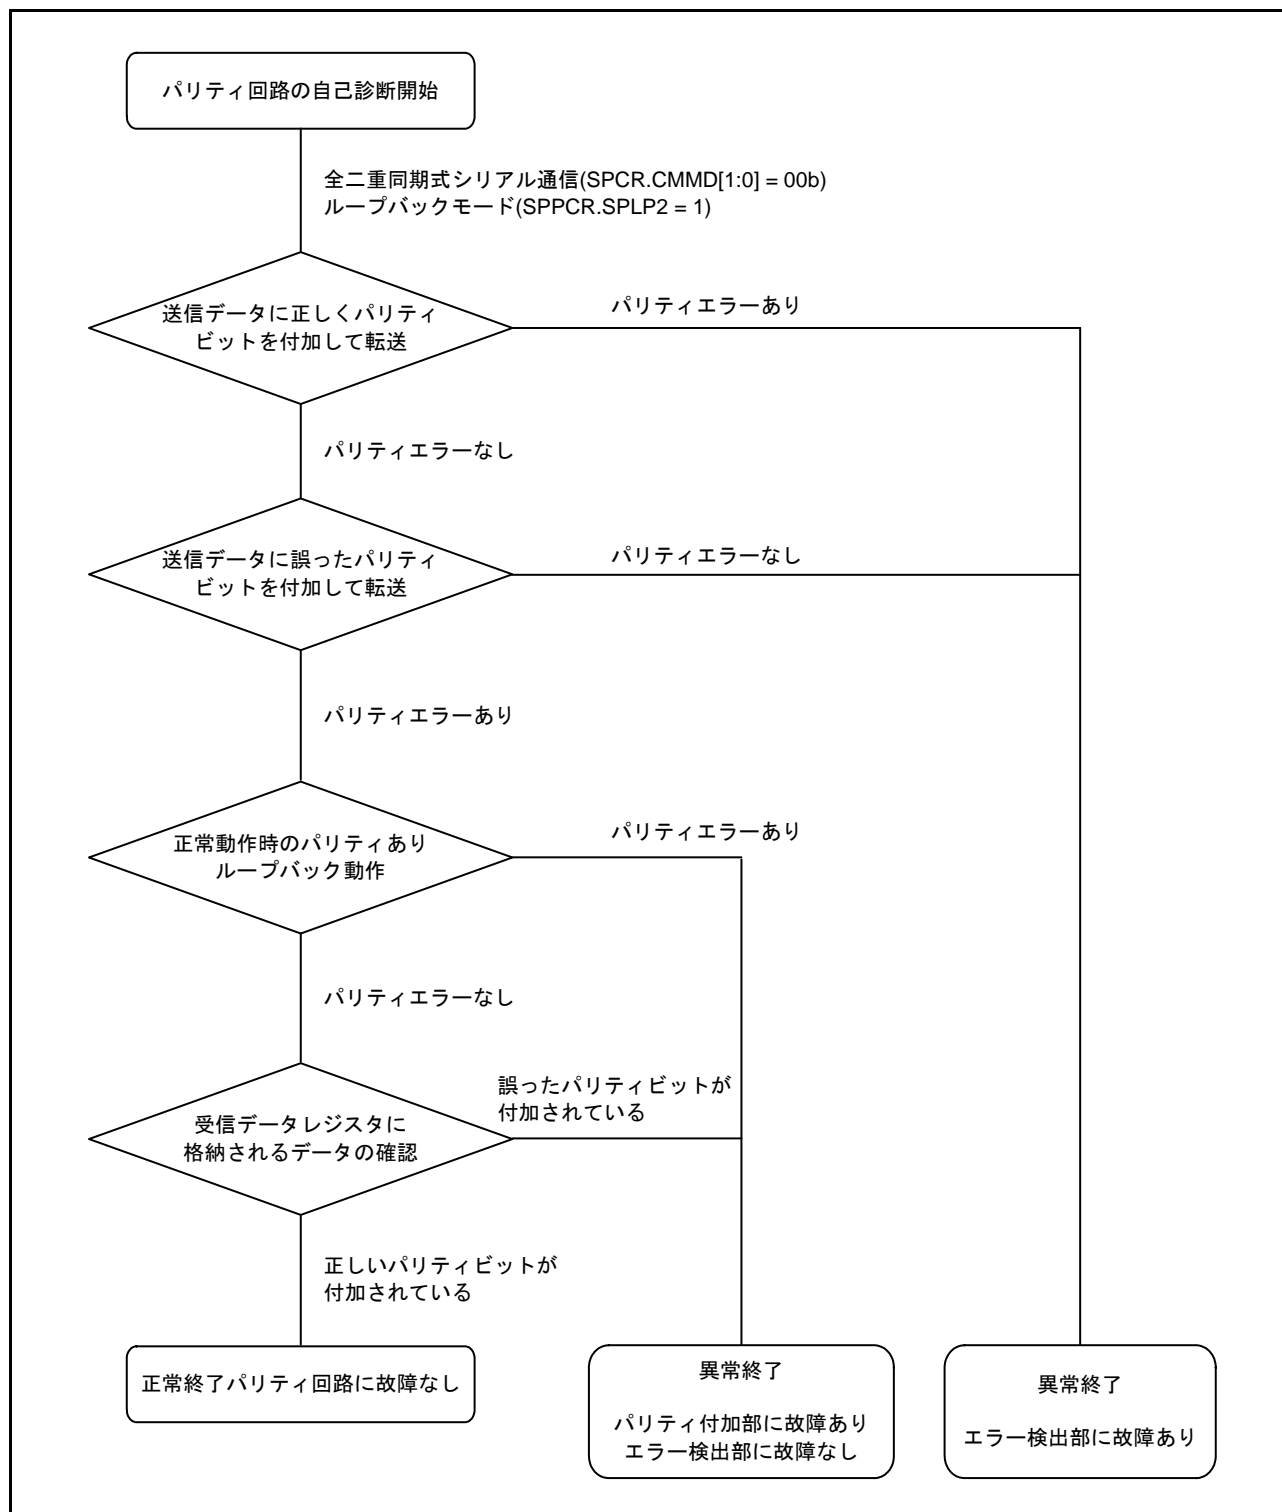 パリティ回路の自己診断開始
全二重同期式シリアル通信(SPCR.CMMD[1:0] = 00b)
ループバックモード(SPPCR.SPLP2 = 1)
送信データに正しくパリティ
ビットを付加して転送
パリティエラーあり
パリティエラーなし
送信データに誤ったパリティ
ビットを付加して転送
パリティエラーなし
パリティエラーあり
正常動作時のパリティあり
ループバック動作
パリティエラーあり
パリティエラーなし
受信データレジスタに
格納されるデータの確認
誤ったパリティビットが
付加されている
正しいパリティビットが
付加されている
正常終了パリティ回路に故障なし
異常終了
パリティ付加部に故障あり
エラー検出部に故障なし
異常終了
エラー検出部に故障あり